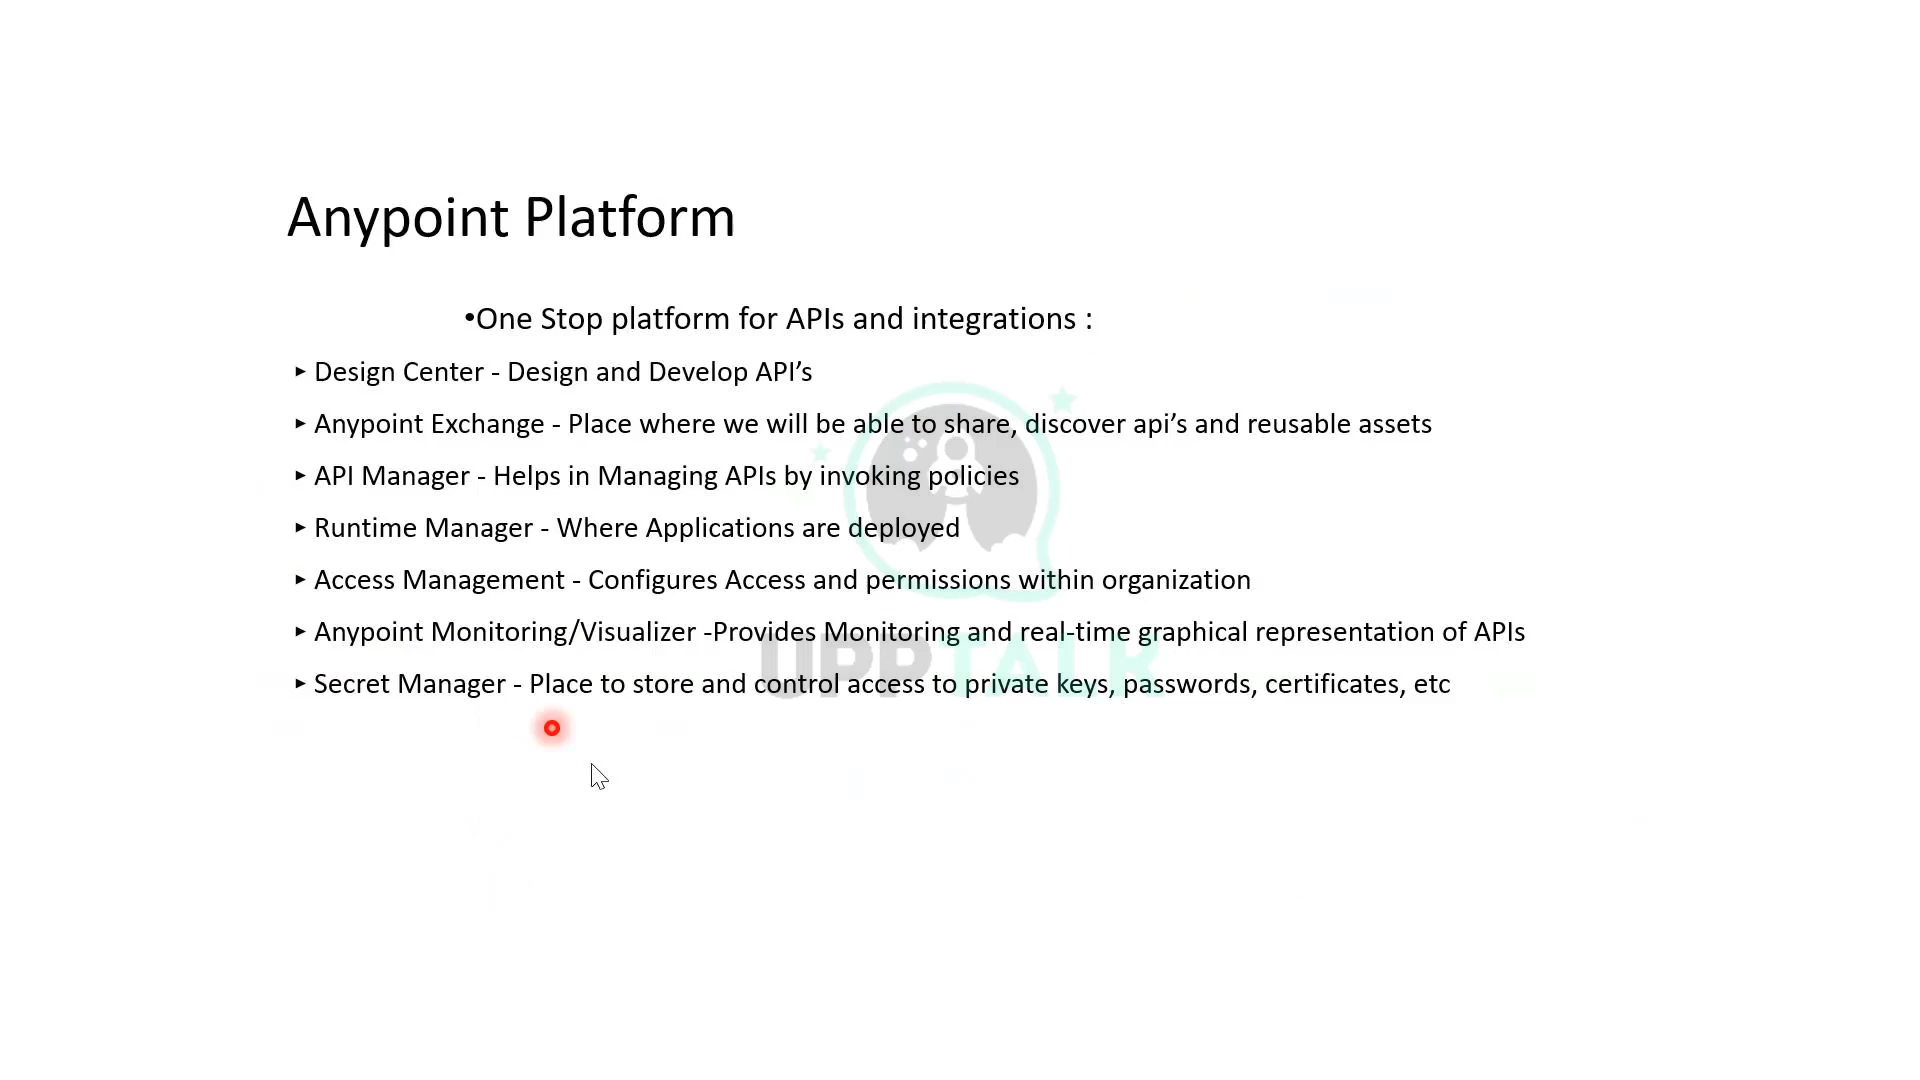 Anypoint Platform
•One Stop platform for APIs and integrations :
▸ Design Center - Design and Develop API’s
▸ Anypoint Exchange - Place where we will be able to share, discover api’s and reusable assets
▸ API Manager - Helps in Managing APIs by invoking policies
▸ Runtime Manager - Where Applications are deployed
▸ Access Management - Configures Access and permissions within organization
▸ Anypoint Monitoring/Visualizer -Provides Monitoring and real-time graphical representation of APIs
UPPTALK
▸ Secret Manager - Place to store and control access to private keys, passwords, certificates, etc